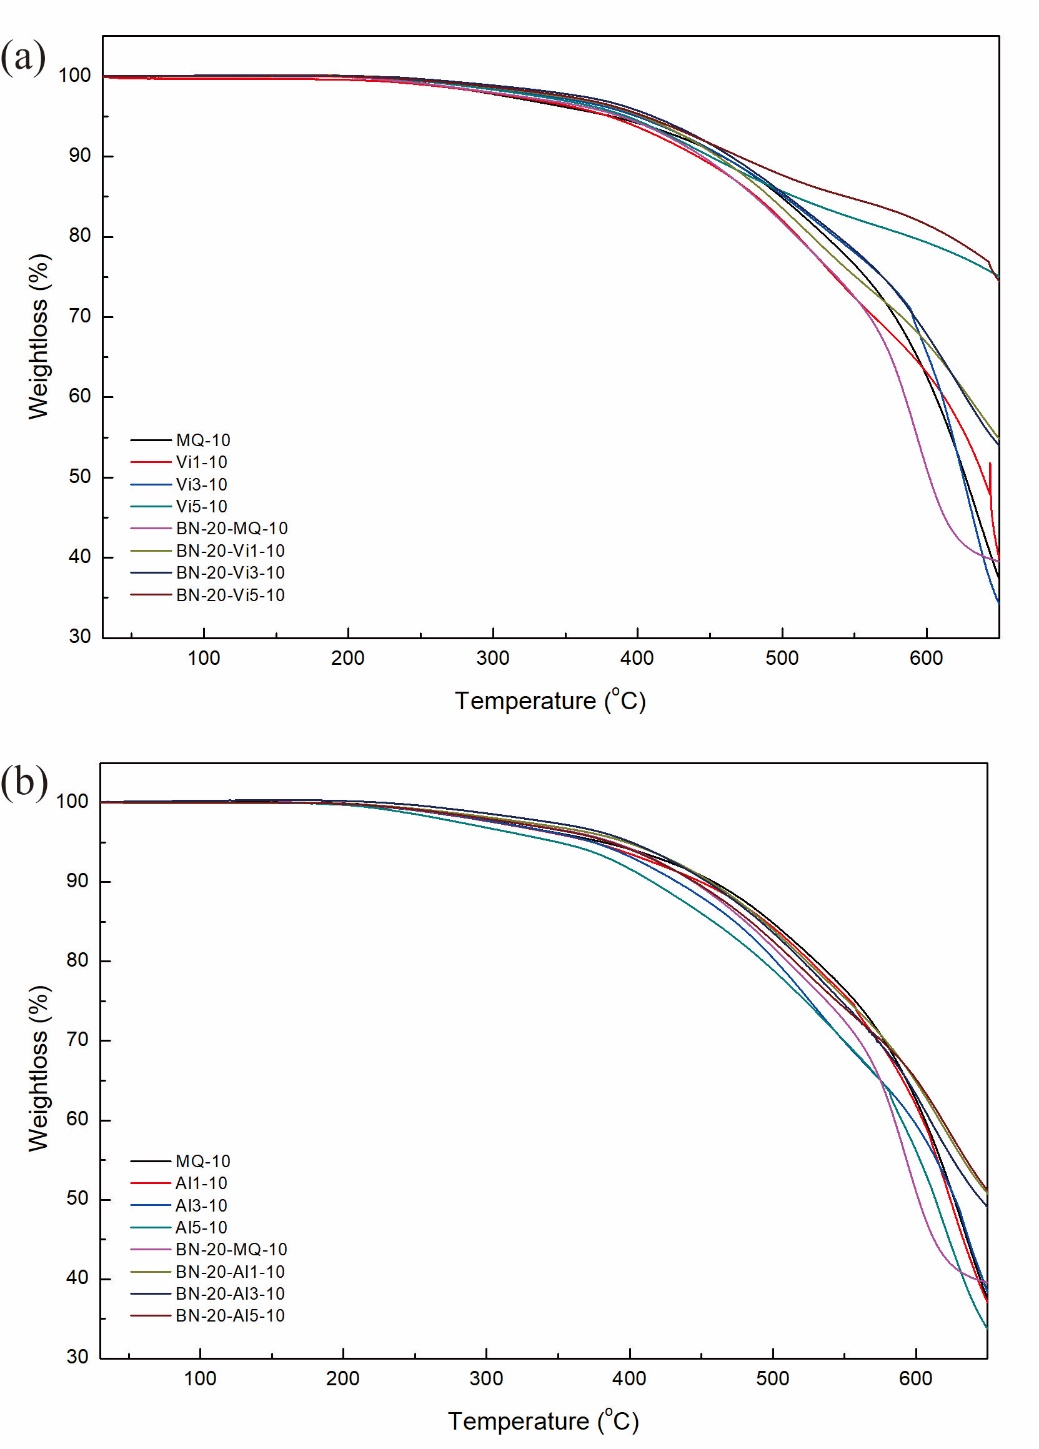 (a)
100
90
80
70
60
50
40
30
Weightloss (%)
MQ-10
Vi1-10
Vi3-10
Vi5-10
BN-20-MQ-10
BN-20-Vi1-10
BN-20-Vi3-10
BN-20-Vi5-10
100 200 300 400 500 600
Temperature (°C)
(b)
100
90
80
70
60
50
40
30
Weightloss (%)
MQ-10
Al1-10
Al3-10
Al5-10
BN-20-MQ-10
BN-20-Al1-10
BN-20-Al3-10
BN-20-Al5-10
100 200 300 400 500 600
Temperature (°C)